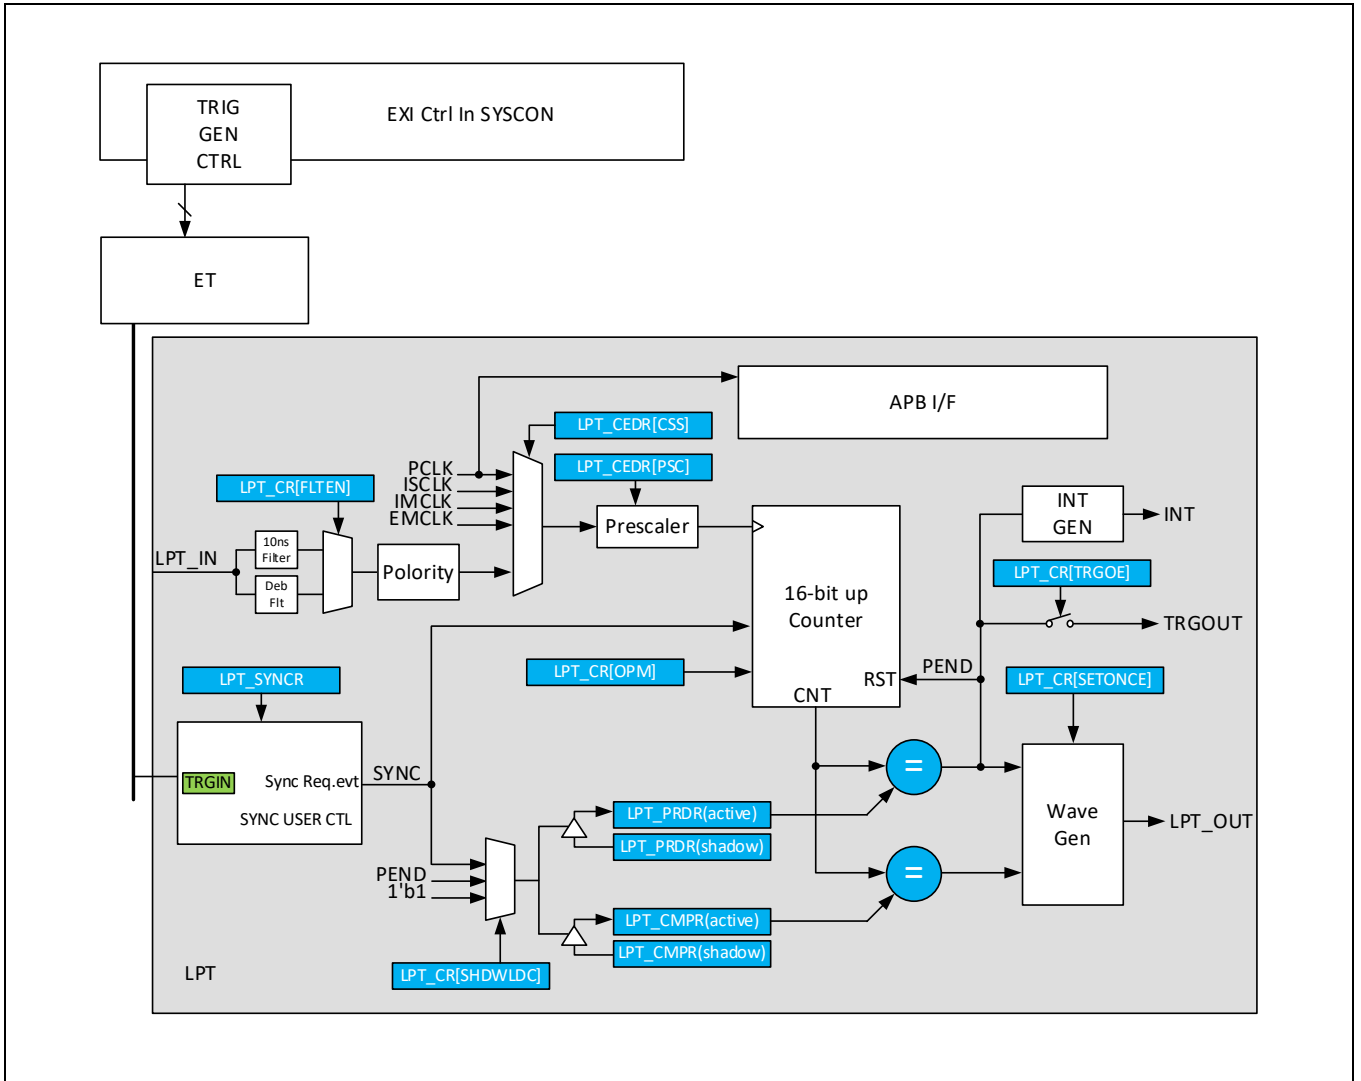 TRIG
GEN
CTRL
EXI Ctrl In SYSCON
ET
APB I/F
LPT_CEDR[CSS]
LPT_CEDR[PSC]
PCLK
ISCLK
IMCLK
EMCLK
LPT_CR[FLTEN]
Prescaler
INT
GEN
INT
LPT_IN
10ns
Filter
Deb
Flt
Polority
16-bit up
Counter
LPT_CR[TRGOE]
TRGOUT
LPT_CR[OPM]
RST
PEND
CNT
LPT_SYNCR
LPT_CR[SETONCE]
TRGIN
Sync Req.evt
SYNC USER CTL
SYNC
=
LPT_PRDR(active)
LPT_PRDR(shadow)
Wave
Gen
LPT_OUT
PEND
1'b1
=
LPT_CMPR(active)
LPT_CMPR(shadow)
LPT_CR[SHDWLDC]
LPT